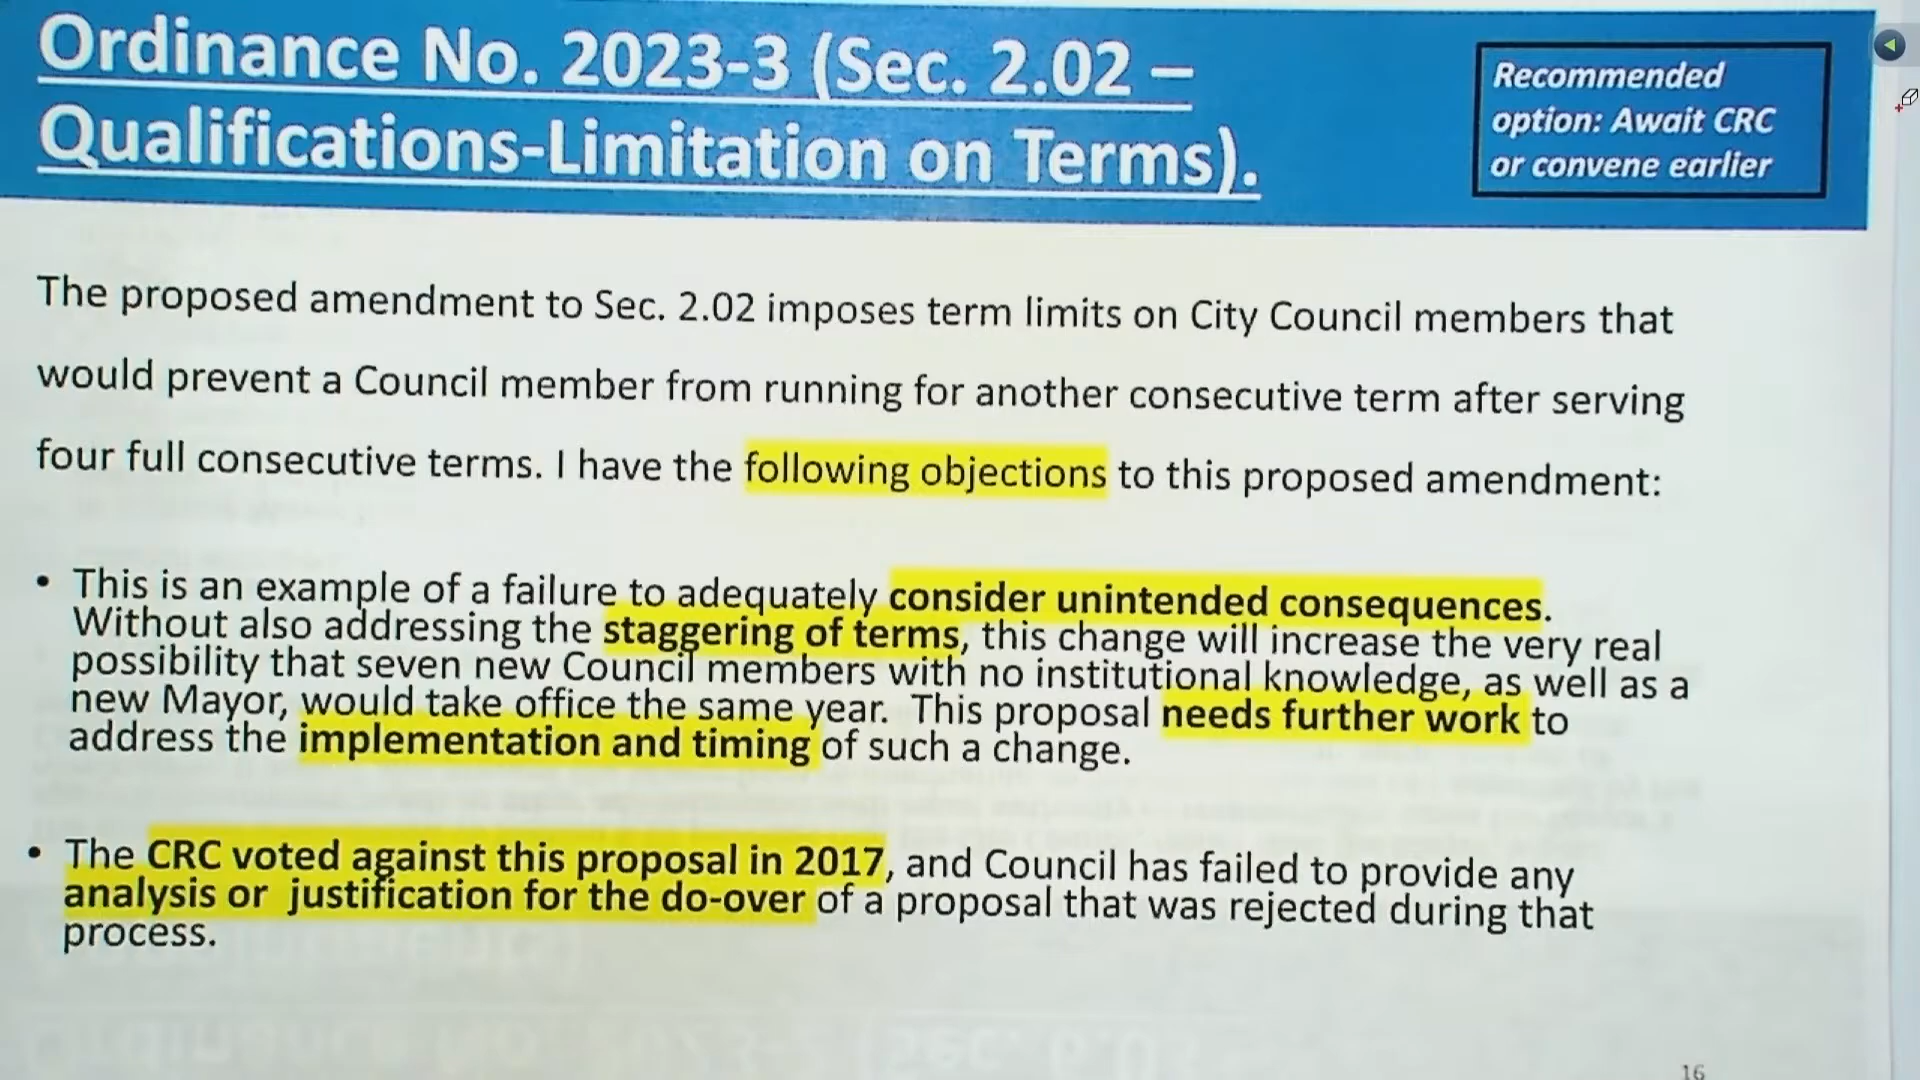 Ordinance No. 2023-3 (Sec. 2.02 –
Qualifications-Limitation on Terms).
Recommended
option: Await CRC
or convene earlier
The proposed amendment to Sec. 2.02 imposes term limits on City Council members that
would prevent a Council member from running for another consecutive term after serving
four full consecutive terms. I have the following objections to this proposed amendment:
• This is an example of a failure to adequately consider unintended consequences.
Without also addressing the staggering of terms, this change will increase the very real
possibility that seven new Council members with no institutional knowledge, as well as a
new Mayor, would take office the same year. This proposal needs further work to
address the implementation and timing of such a change.
• The CRC voted against this proposal in 2017, and Council has failed to provide any
analysis or justification for the do-over of a proposal that was rejected during that
process.
16